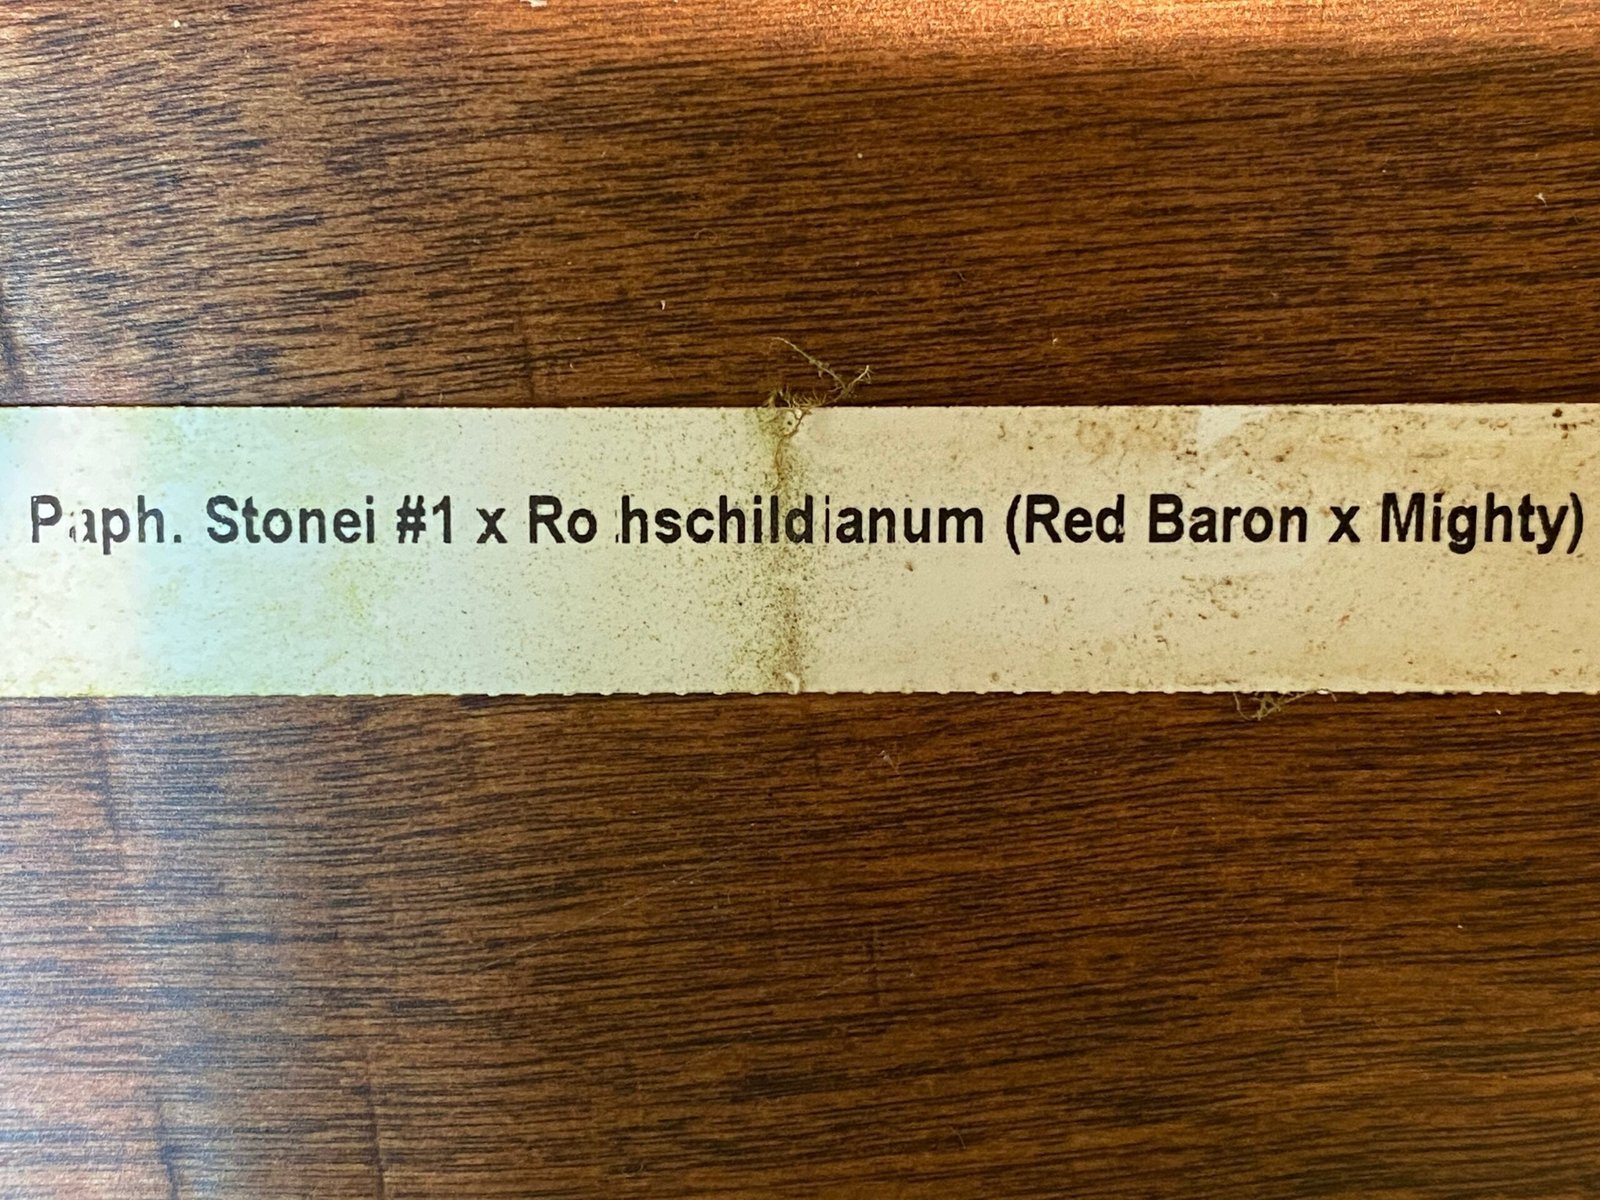 Paph. Stonei #1 x Rothschildianum (Red Baron x Mighty)